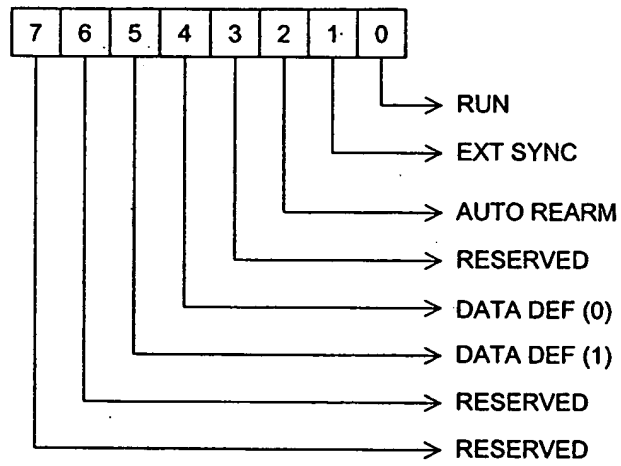 7 6 5 4 3 2 1 0
RUN
EXT SYNC
AUTO REARM
RESERVED
DATA DEF (0)
DATA DEF (1)
RESERVED
RESERVED